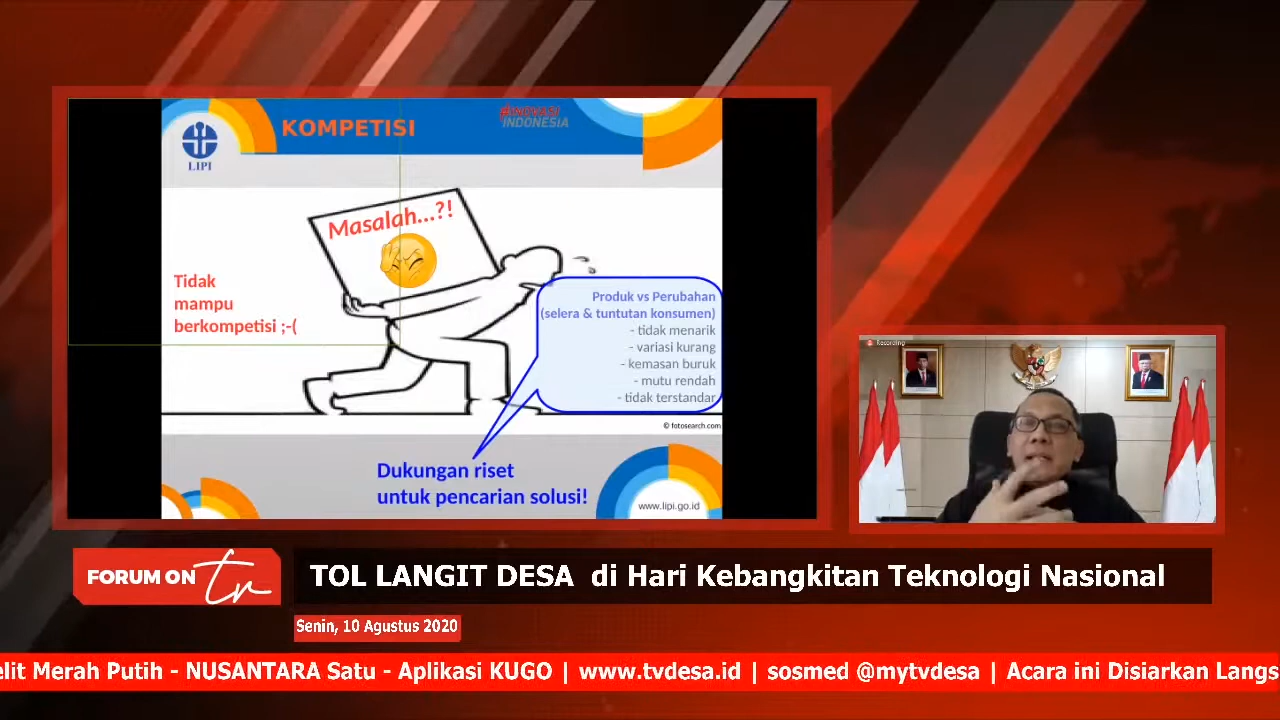 KOMPETISI
#INOVASI
INDONESIA
LIPI
Masalah...?!
Tidak
mampu
berkompetisi ;-(
Produk vs Perubahan
(selera & tuntutan konsumen)
- tidak menarik
- variasi kurang
- kemasan buruk
- mutu rendah
- tidak terstandar
© fotosearch.com
Dukungan riset
untuk pencarian solusi!
www.lipi.go.id
Recording
FORUM ON tv
TOL LANGIT DESA di Hari Kebangkitan Teknologi Nasional
Senin, 10 Agustus 2020
elit Merah Putih - NUSANTARA Satu - Aplikasi KUGO | www.tvdesa.id | sosmed @mytvdesa | Acara ini Disiarkan Langs